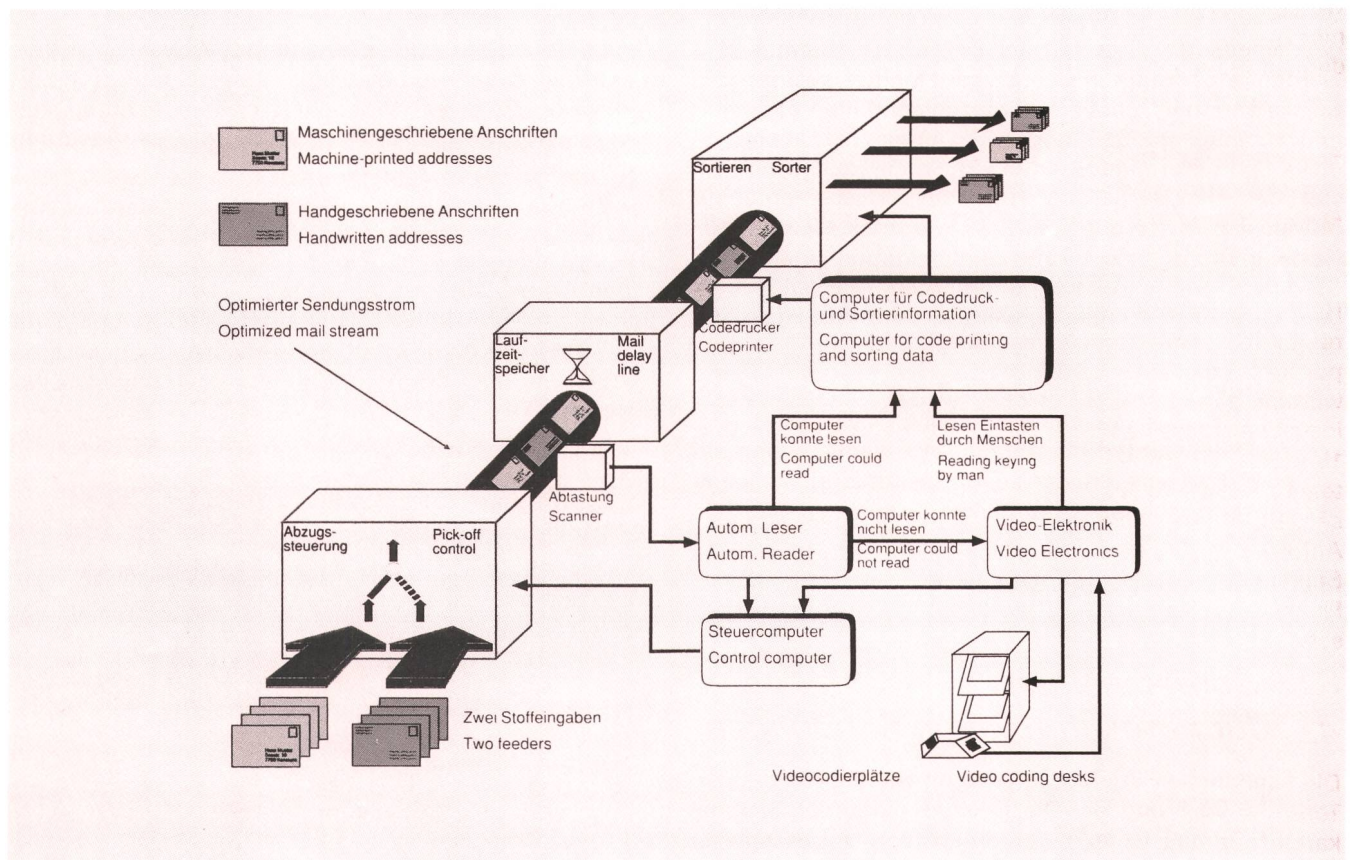 Maschinengeschriebene Anschriften
Machine-printed addresses
Handgeschriebene Anschriften
Handwritten addresses
Optimierter Sendungsstrom
Optimized mail stream
Sortieren Sorter
Codedrucker
Codeprinter
Computer für Codedruck-
und Sortierinformation
Computer for code printing
and sorting data
Lauf-
zeit-
speicher
Mail
delay
line
Computer
konnte lesen
Computer could
read
Lesen Eintasten
durch Menschen
Reading keying
by man
Abtastung
Scanner
Abzugs-
steuerung
Pick-off
control
Autom. Leser
Autom. Reader
Computer konnte
nicht lesen
Computer could
not read
Video-Elektronik
Video Electronics
Steuercomputer
Control computer
Zwei Stoffeingaben
Two feeders
Videocodierplätze
Video coding desks